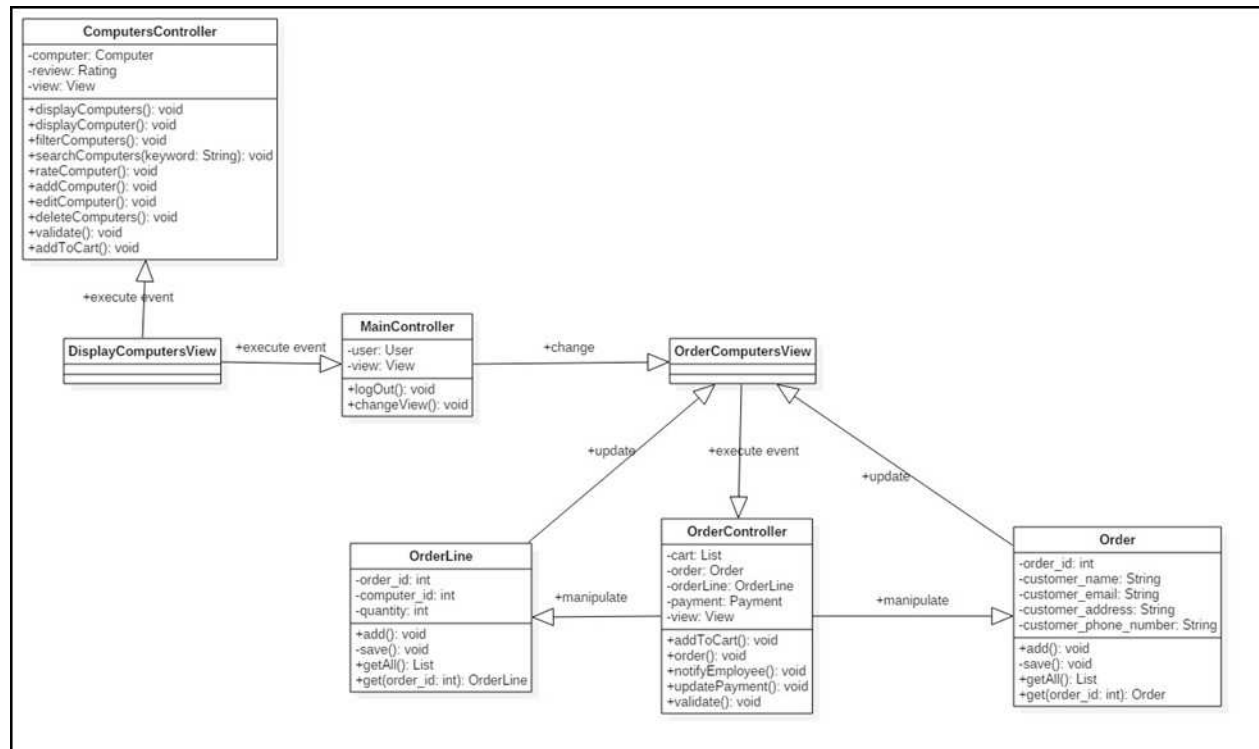 ComputersController
-computer: Computer
-review: Rating
-view: View
+displayComputers(): void
+displayComputer(): void
+filterComputers(): void
+searchComputers(keyword: String): void
+rateComputer(): void
+addComputer(): void
+editComputer(): void
+deleteComputers(): void
+validate(): void
+addToCart(): void
+execute event
DisplayComputersView
+execute event
MainController
-user: User
-view: View
+logOut(): void
+changeView(): void
+change
OrderComputersView
+update
+execute event
+update
OrderLine
-order_id: int
-computer_id: int
-quantity: int
+add(): void
-save(): void
+getAll(): List
+get(order_id: int): OrderLine
+manipulate
OrderController
-cart: List
-order: Order
-orderLine: OrderLine
-payment: Payment
-view: View
+addToCart(): void
+order(): void
+notifyEmployee(): void
+updatePayment(): void
+validate(): void
+manipulate
Order
-order_id: int
-customer_name: String
-customer_email: String
-customer_address: String
-customer_phone_number: String
+add(): void
-save(): void
+getAll(): List
+get(order_id: int): Order